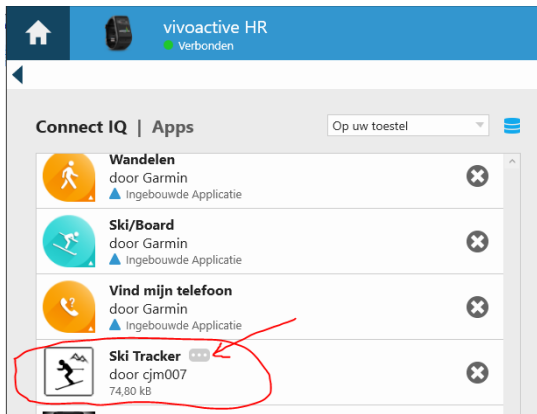 vivoactive HR
Verbonden
Connect IQ | Apps
Op uw toestel
Wandelen
door Garmin
Ingebouwde Applicatie
Ski/Board
door Garmin
Ingebouwde Applicatie
Vind mijn telefoon
door Garmin
Ingebouwde Applicatie
Ski Tracker
door cjm007
74,80 kB